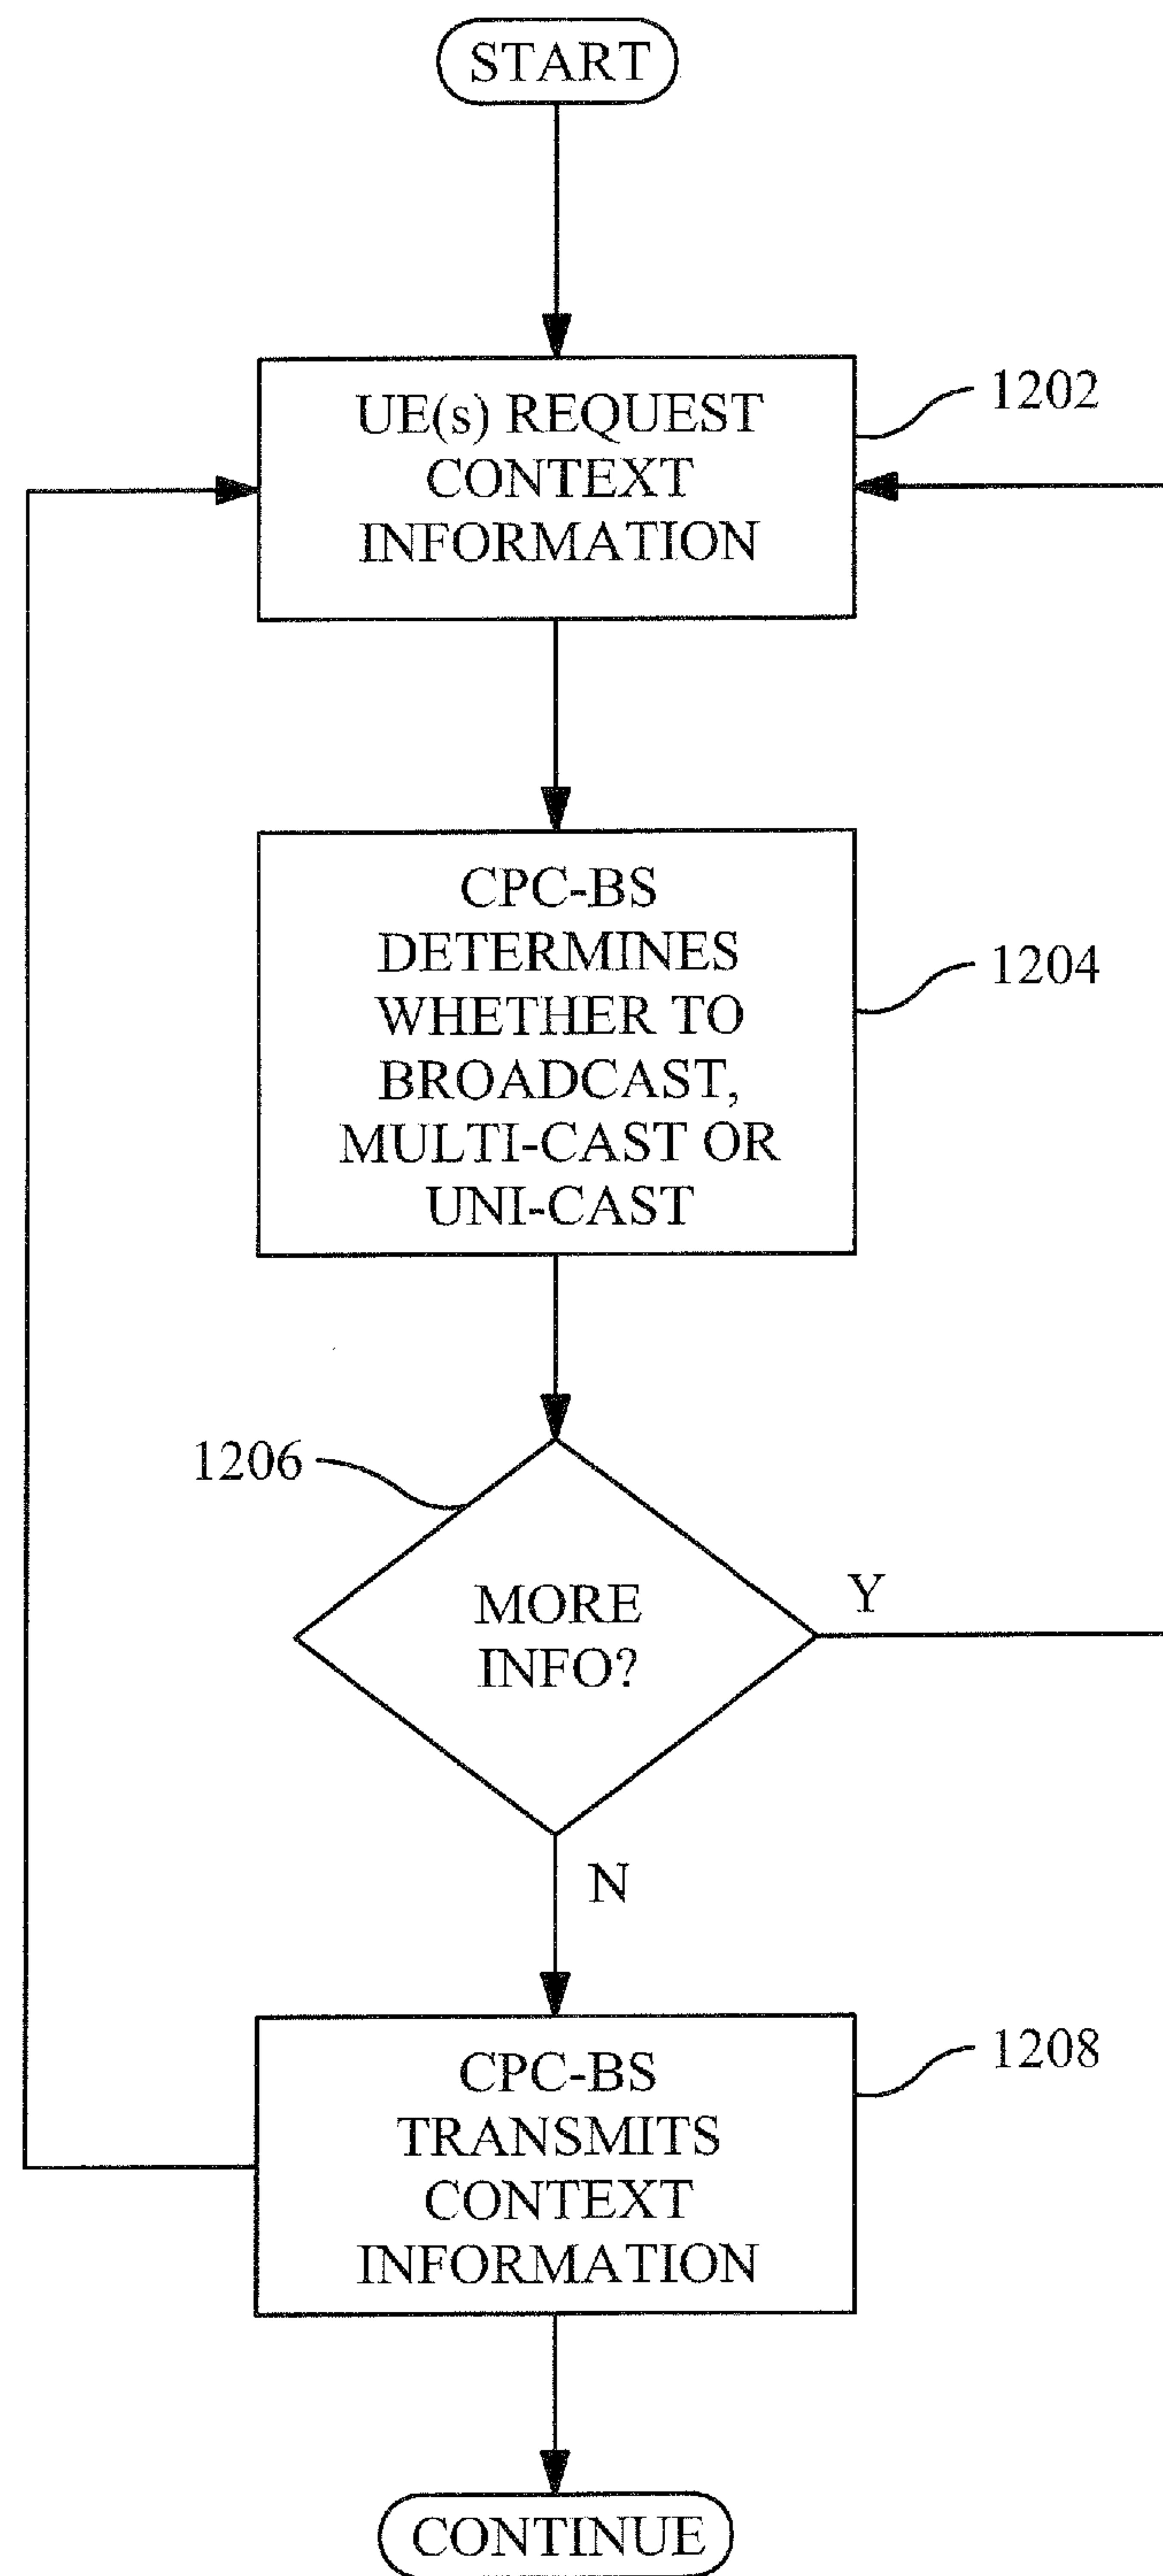 START
UE(s) REQUEST
CONTEXT
INFORMATION
1202
CPC-BS
DETERMINES
WHETHER TO
BROADCAST,
MULTI-CAST OR
UNI-CAST
1204
1206
MORE
INFO?
Y
N
CPC-BS
TRANSMITS
CONTEXT
INFORMATION
1208
CONTINUE